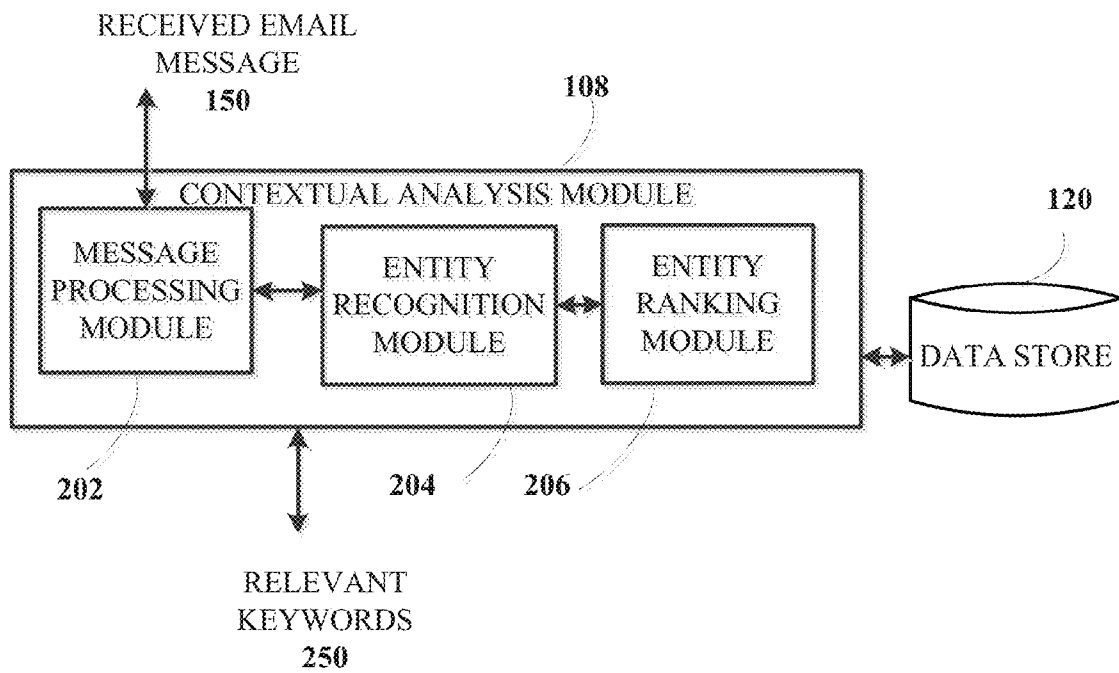 RECEIVED EMAIL
MESSAGE
150
108
CONTEXTUAL ANALYSIS MODULE
120
MESSAGE
PROCESSING
MODULE
ENTITY
RECOGNITION
MODULE
ENTITY
RANKING
MODULE
DATA STORE
202
204
206
RELEVANT
KEYWORDS
250